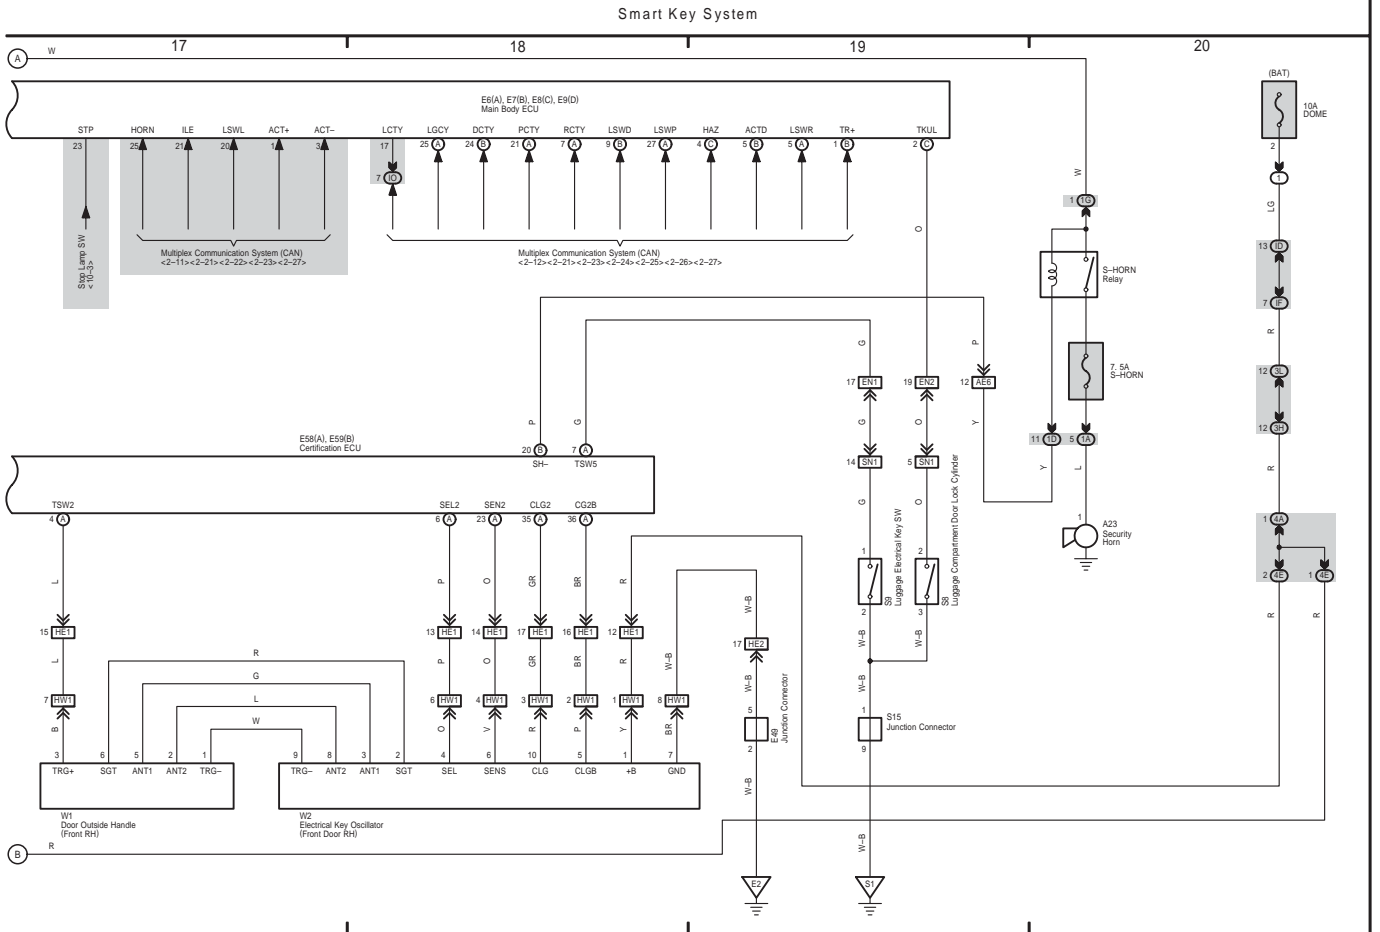 Smart Key System
17 18 19 20
A W
(BAT)
10A
DOME
2
1
LG
13 ID
7 IF
R
12 3L
12 3H
R
1 4A
2 4E 1 4E
R R
E6(A), E7(B), E8(C), E9(D)
Main Body ECU
STP HORN ILE LSWL ACT+ ACT– LCTY LGCY DCTY PCTY RCTY LSWD LSWP HAZ ACTD LSWR TR+ TKUL
23 25 21 20 1 3 17 25 A 24 B 21 A 7 A 9 B 27 A 4 C 5 B 5 A 1 B 2 C
7 IO
Stop Lamp SW
<10–3>
Multiplex Communication System (CAN)
<2–11><2–21><2–22><2–23><2–27>
Multiplex Communication System (CAN)
<2–12><2–21><2–23><2–24><2–25><2–26><2–27>
O
W
1 1G
S–HORN
Relay
7. 5A
S–HORN
11 1D 5 1A
Y L
1
A23
Security
Horn
G P
17 EN1 19 EN2 12 AE6
G O Y
14 SN1 5 SN1
G O
1 2
S9
Luggage Electrical Key SW
S8
Luggage Compartment Door Lock Cylinder
2 3
W–B W–B
W–B
1
S15
Junction Connector
9
W–B
S1
P G
E58(A), E59(B)
Certification ECU
20 B 7 A
SH– TSW5
TSW2 SEL2 SEN2 CLG2 CG2B
4 A 6 A 23 A 35 A 36 A
L P O GR BR R
15 HE1 13 HE1 14 HE1 17 HE1 16 HE1 12 HE1
L P O GR BR R W–B
7 HW1 6 HW1 4 HW1 3 HW1 2 HW1 1 HW1 8 HW1
B O V R P Y BR
R
G
L
W
W–B
17 HE2
W–B
5
E49
Junction Connector
2
W–B
E2
3 6 5 2 1 9 8 3 2 4 6 10 5 1 7
TRG+ SGT ANT1 ANT2 TRG– TRG– ANT2 ANT1 SGT SEL SENS CLG CLGB +B GND
W1
Door Outside Handle
(Front RH)
W2
Electrical Key Oscillator
(Front Door RH)
B R